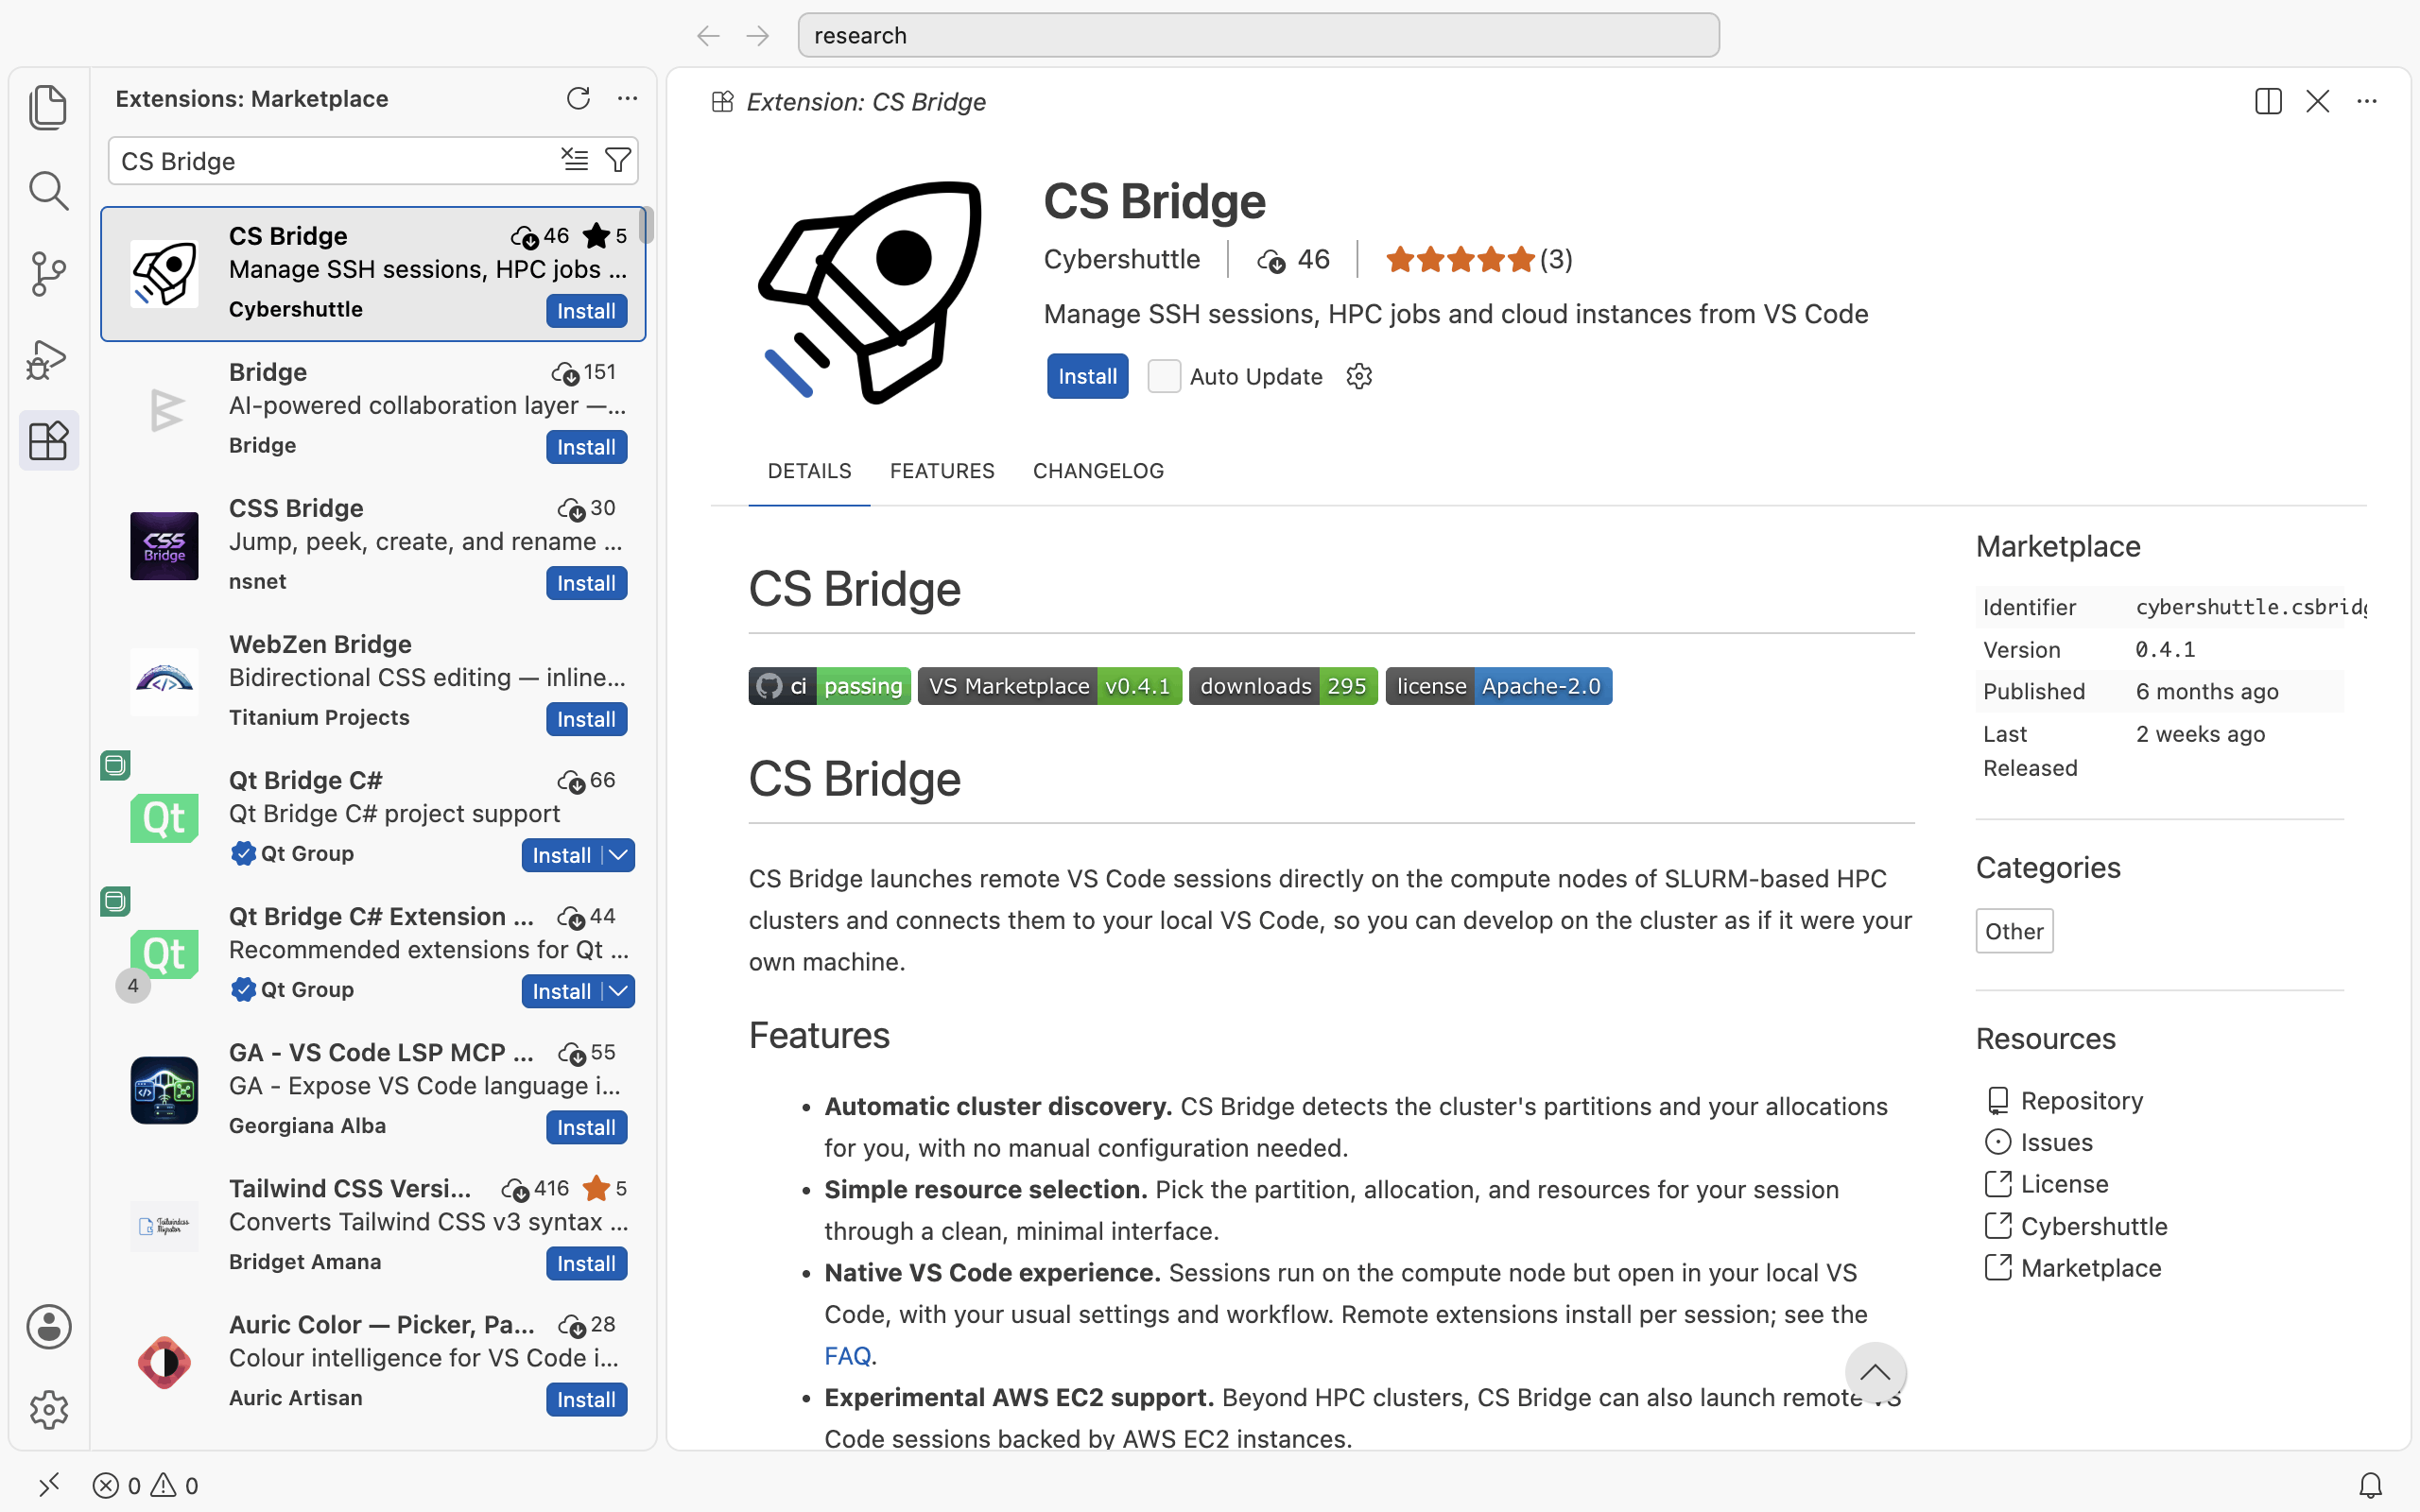 research
Extensions: Marketplace
CS Bridge
CS Bridge 46 5
Manage SSH sessions, HPC jobs ...
Cybershuttle Install
Bridge 151
AI-powered collaboration layer —...
Bridge Install
CSS Bridge 30
CSS Bridge
Jump, peek, create, and rename ...
nsnet Install
WebZen Bridge
Bidirectional CSS editing — inline...
Titanium Projects Install
Qt Bridge C# 66
Qt
Qt Bridge C# project support
Qt Group Install
Qt Bridge C# Extension ... 44
Qt
Recommended extensions for Qt ...
4
Qt Group Install
GA - VS Code LSP MCP ... 55
GA - Expose VS Code language i...
Georgiana Alba Install
Tailwind CSS Versi... 416 5
Converts Tailwind CSS v3 syntax ...
Bridget Amana Install
Auric Color — Picker, Pa... 28
Colour intelligence for VS Code i...
Auric Artisan Install
Extension: CS Bridge
CS Bridge
Cybershuttle 46 (3)
Manage SSH sessions, HPC jobs and cloud instances from VS Code
Install Auto Update
DETAILS FEATURES CHANGELOG
CS Bridge
ci passing VS Marketplace v0.4.1 downloads 295 license Apache-2.0
CS Bridge
CS Bridge launches remote VS Code sessions directly on the compute nodes of SLURM-based HPC
clusters and connects them to your local VS Code, so you can develop on the cluster as if it were your
own machine.
Features
• Automatic cluster discovery. CS Bridge detects the cluster's partitions and your allocations
for you, with no manual configuration needed.
• Simple resource selection. Pick the partition, allocation, and resources for your session
through a clean, minimal interface.
• Native VS Code experience. Sessions run on the compute node but open in your local VS
Code, with your usual settings and workflow. Remote extensions install per session; see the
FAQ.
• Experimental AWS EC2 support. Beyond HPC clusters, CS Bridge can also launch remote VS
Code sessions backed by AWS EC2 instances.
Marketplace
Identifier cybershuttle.csbridg
Version 0.4.1
Published 6 months ago
Last 2 weeks ago
Released
Categories
Other
Resources
Repository
Issues
License
Cybershuttle
Marketplace
0 0